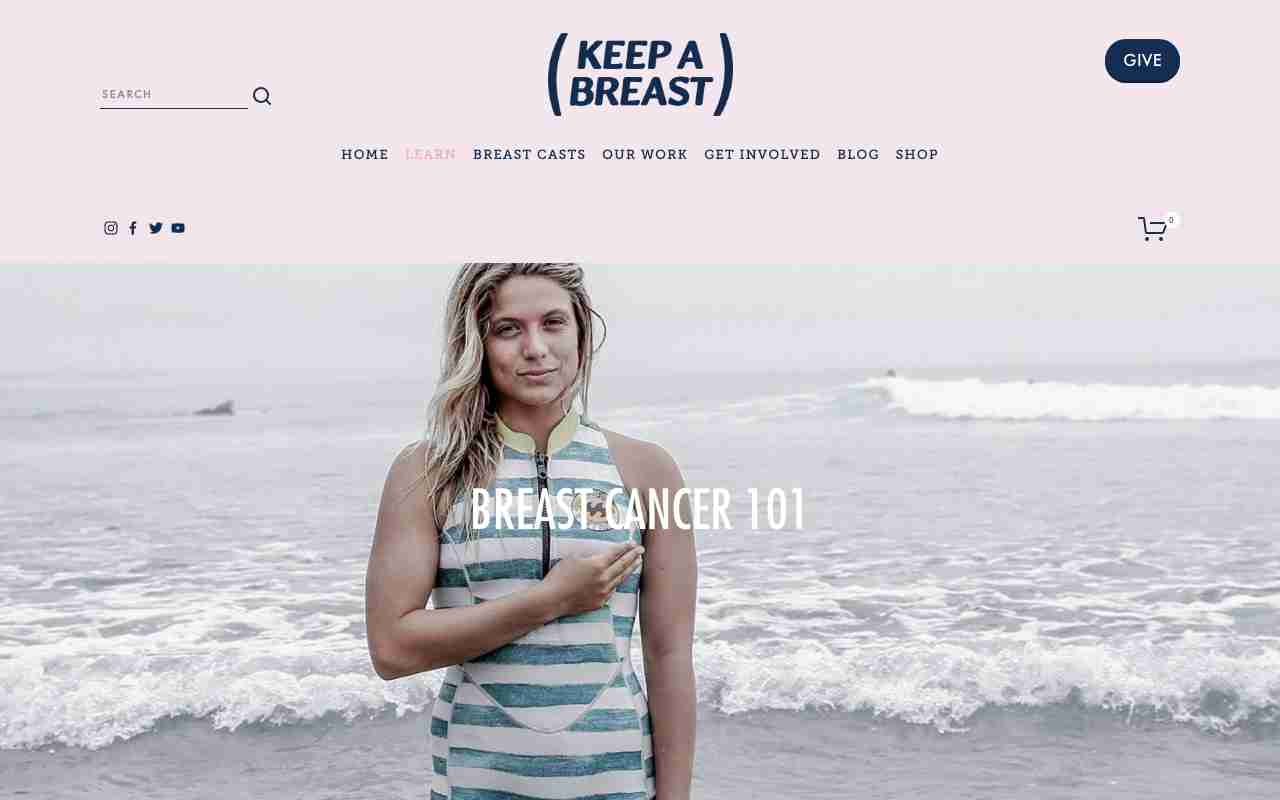 (KEEP A
BREAST)
GIVE
SEARCH
HOME LEARN BREAST CASTS OUR WORK GET INVOLVED BLOG SHOP
0
BREAST CANCER 101